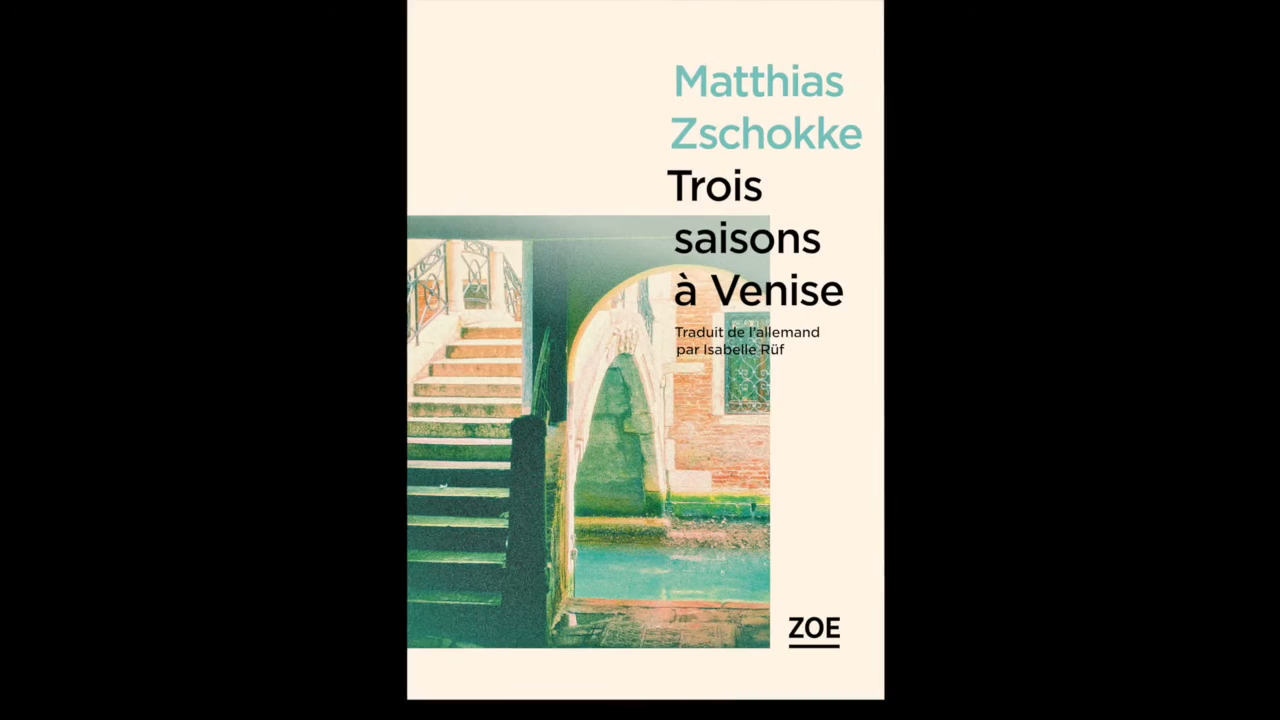 Matthias
Zschokke
Trois
saisons
à Venise
Traduit de l'allemand
par Isabelle Rüf
ZOE